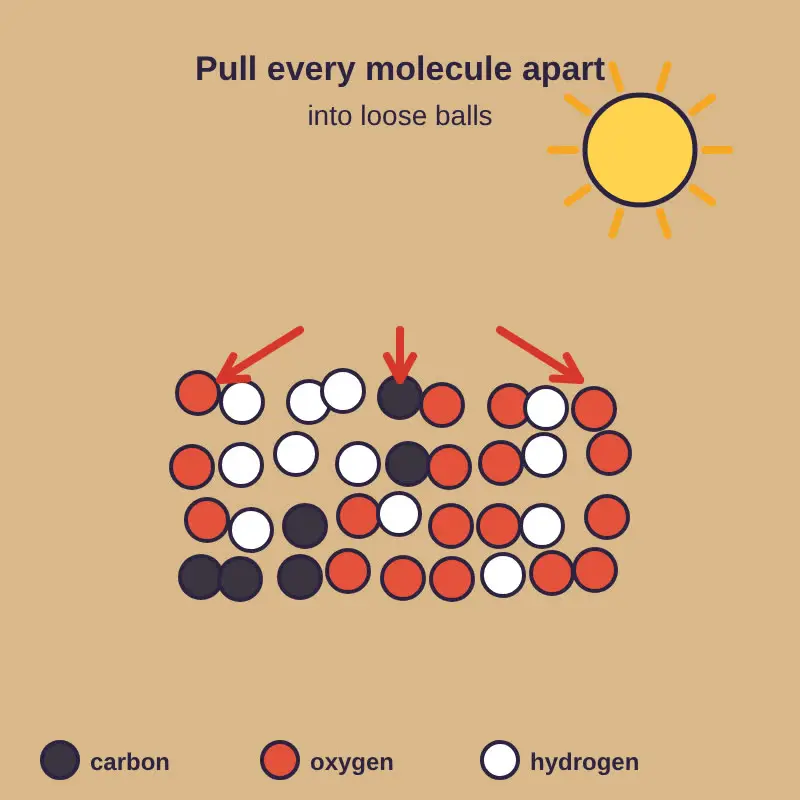 Pull every molecule apart
into loose balls
carbon
oxygen
hydrogen